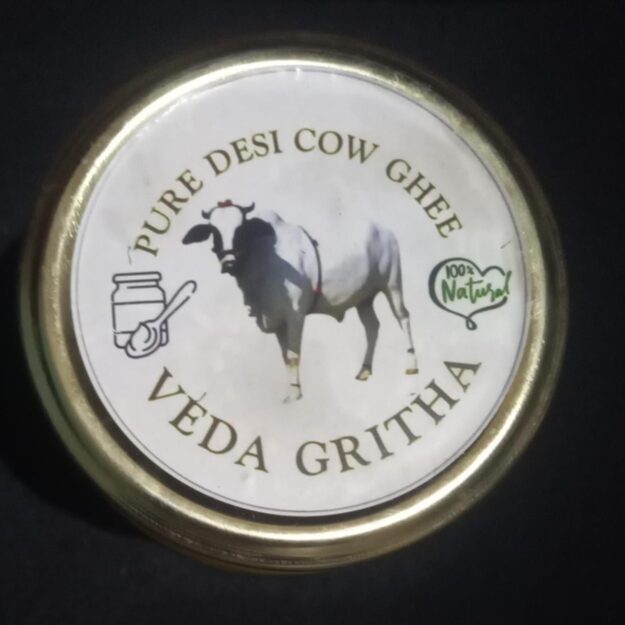 PURE DESI COW GHEE
100%
Natural
VEDA GRITHA